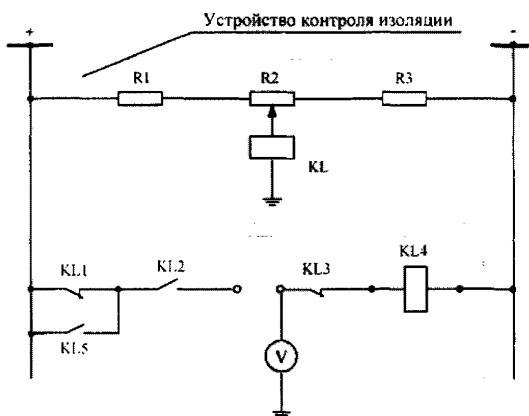 Устройство контроля изоляции
+ -
R1 R2 R3
KL
KL1 KL2 KL3 KL4
KL5
V